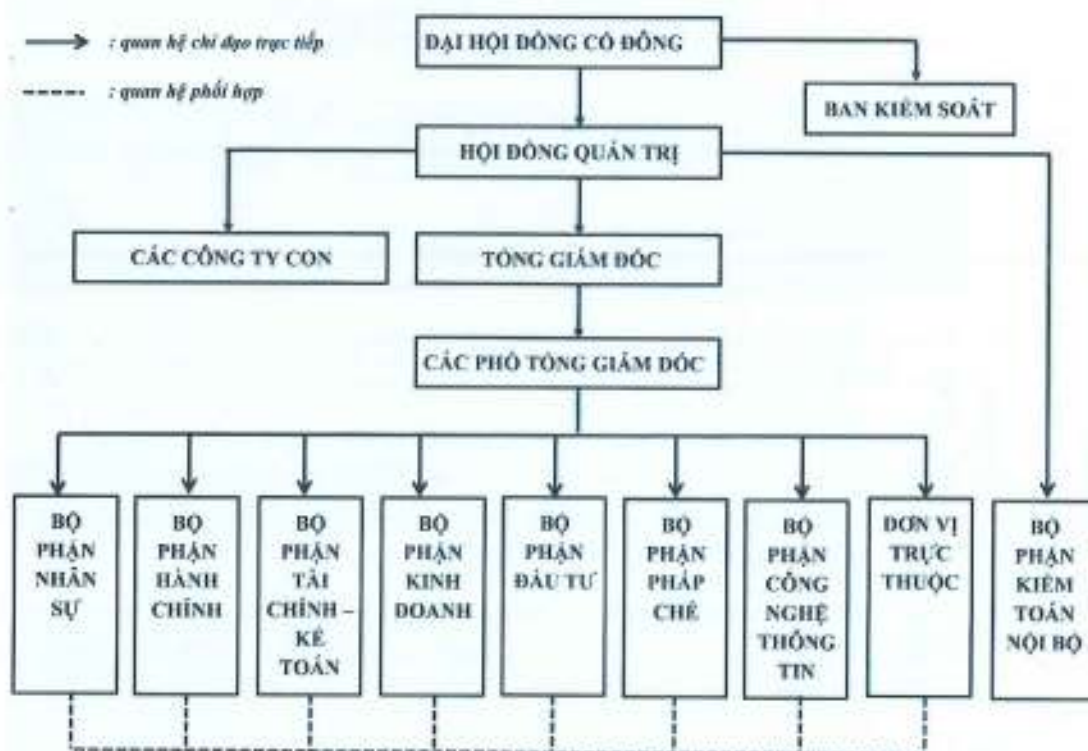 : quan hệ chỉ đạo trực tiếp
: quan hệ phối hợp
ĐẠI HỘI ĐỒNG CỔ ĐÔNG
BAN KIỂM SOÁT
HỘI ĐỒNG QUẢN TRỊ
CÁC CÔNG TY CON
TỔNG GIÁM ĐỐC
CÁC PHÓ TỔNG GIÁM ĐỐC
BỘ
PHẬN
NHÂN
SỰ
BỘ
PHẬN
HÀNH
CHÍNH
BỘ
PHẬN
TÀI
CHÍNH –
KẾ
TOÁN
BỘ
PHẬN
KINH
DOANH
BỘ
PHẬN
ĐẦU TƯ
BỘ
PHẬN
PHÁP
CHẾ
BỘ
PHẬN
CÔNG
NGHỆ
THÔNG
TIN
ĐƠN VỊ
TRỰC
THUỘC
BỘ
PHẬN
KIỂM
TOÁN
NỘI BỘ